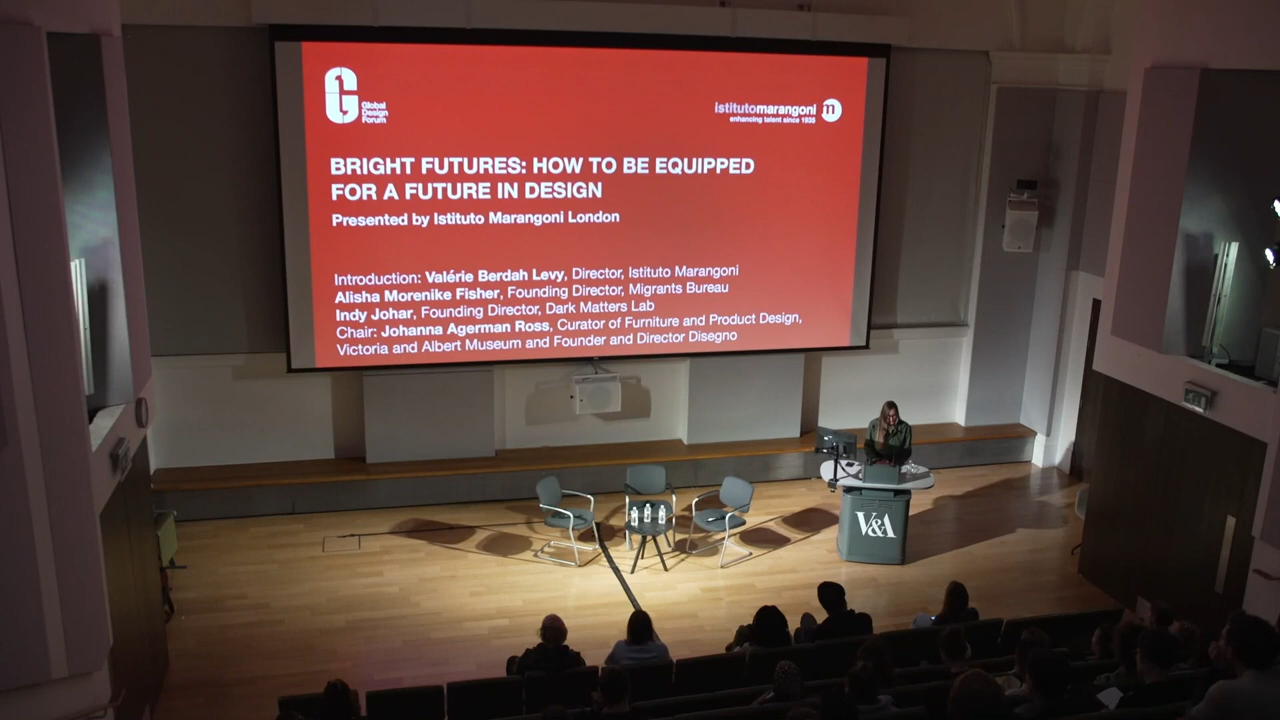 Global
Design
Forum
istitutomarangoni m
enhancing talent since 1935
BRIGHT FUTURES: HOW TO BE EQUIPPED
FOR A FUTURE IN DESIGN
Presented by Istituto Marangoni London
Introduction: Valérie Berdah Levy, Director, Istituto Marangoni
Alisha Morenike Fisher, Founding Director, Migrants Bureau
Indy Johar, Founding Director, Dark Matters Lab
Chair: Johanna Agerman Ross, Curator of Furniture and Product Design,
Victoria and Albert Museum and Founder and Director Disegno
V&A